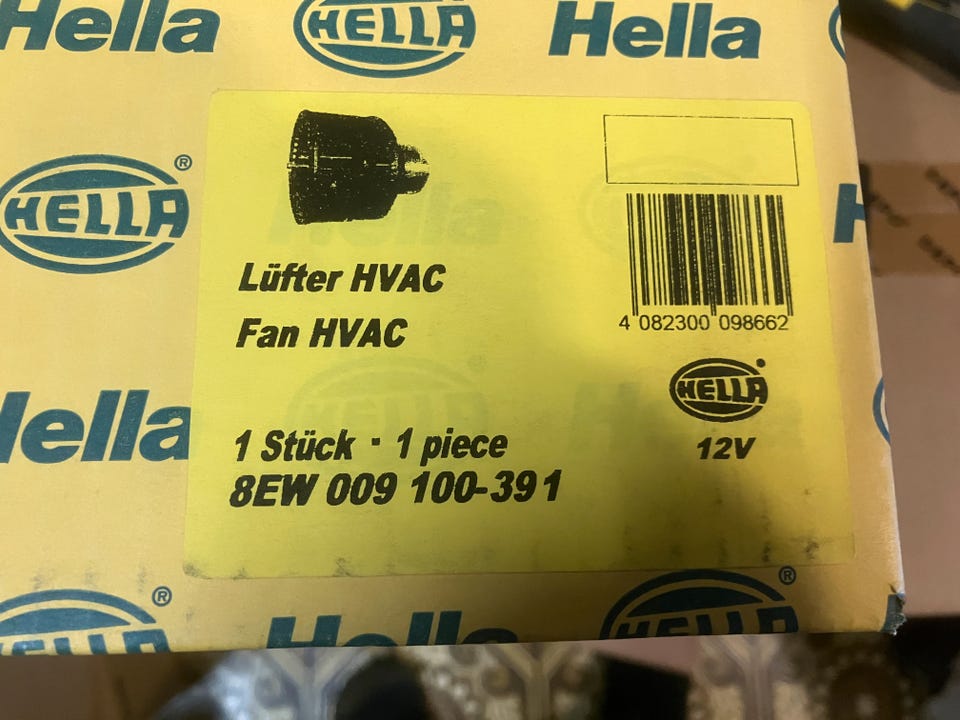 Hella
HELLA
Hella
HELLA ®
Lüfter HVAC
Fan HVAC
4 082300 098662
HELLA
12V
Hella
1 Stück · 1 piece
8EW 009 100-391
HELLA ®
Hella
HELLA ®